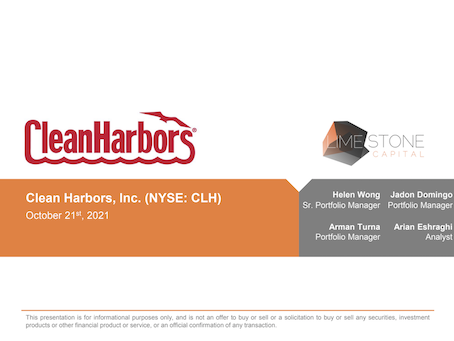 CleanHarbors®
LIMESTONE
CAPITAL
Clean Harbors, Inc. (NYSE: CLH)
October 21st, 2021
Helen Wong Jadon Domingo
Sr. Portfolio Manager Portfolio Manager
Arman Turna Arian Eshraghi
Portfolio Manager Analyst
This presentation is for informational purposes only, and is not an offer to buy or sell or a solicitation to buy or sell any securities, investment
products or other financial product or service, or an official confirmation of any transaction.